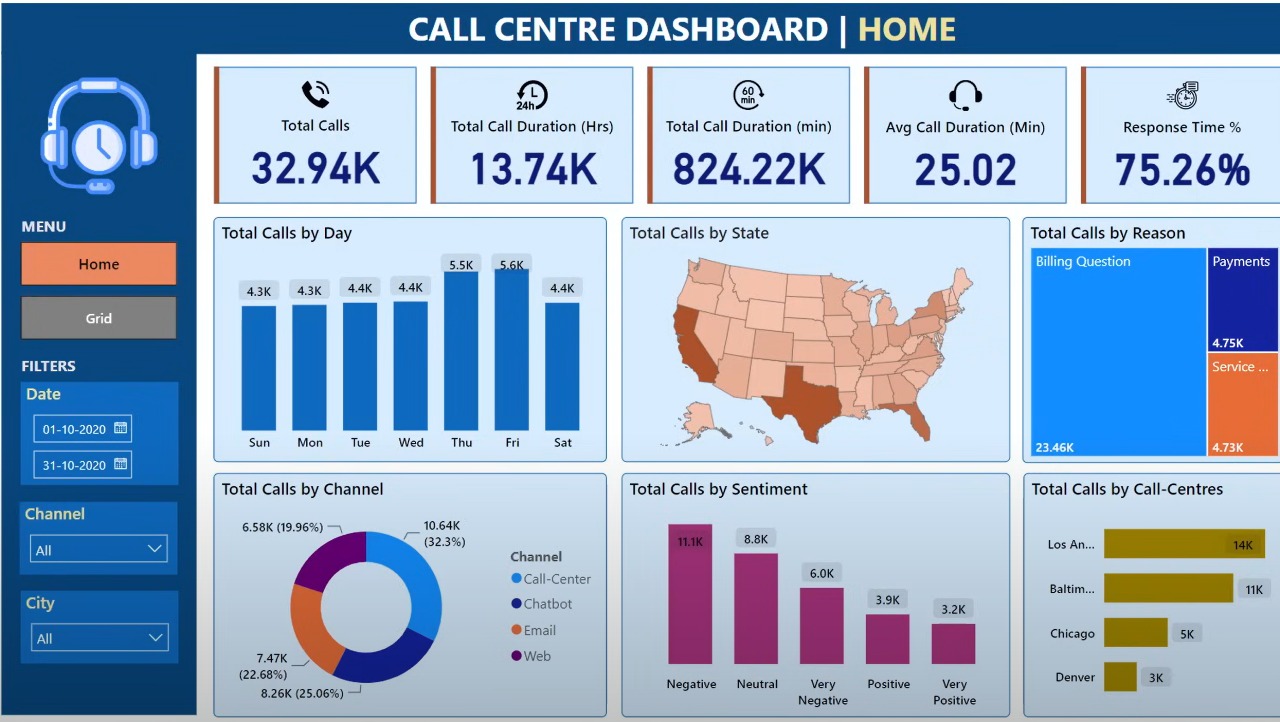 CALL CENTRE DASHBOARD | HOME
24h
60
min
Total Calls
32.94K
Total Call Duration (Hrs)
13.74K
Total Call Duration (min)
824.22K
Avg Call Duration (Min)
25.02
Response Time %
75.26%
MENU
Home
Grid
FILTERS
Date
01-10-2020
31-10-2020
Channel
All
City
All
Total Calls by Day
4.3K
4.3K
4.4K
4.4K
5.5K
5.6K
4.4K
Sun
Mon
Tue
Wed
Thu
Fri
Sat
Total Calls by State
Total Calls by Reason
Billing Question
23.46K
Payments
4.75K
Service ...
4.73K
Total Calls by Channel
6.58K (19.96%)
10.64K
(32.3%)
7.47K
(22.68%)
8.26K (25.06%)
Channel
Call-Center
Chatbot
Email
Web
Total Calls by Sentiment
11.1K
8.8K
6.0K
3.9K
3.2K
Negative
Neutral
Very
Negative
Positive
Very
Positive
Total Calls by Call-Centres
Los An...
14K
Baltim...
11K
Chicago
5K
Denver
3K